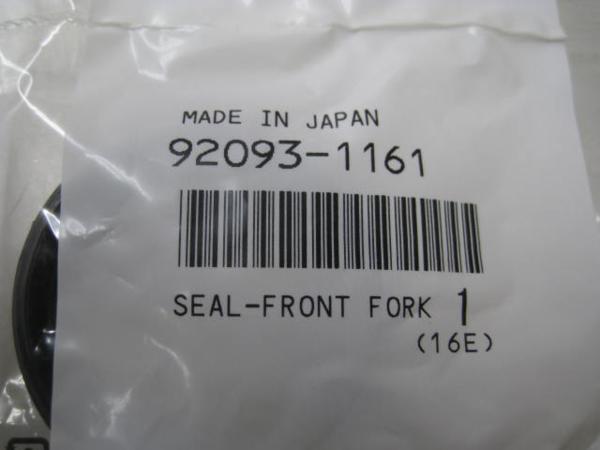 MADE IN JAPAN
92093-1161
SEAL-FRONT FORK 1
(16E)